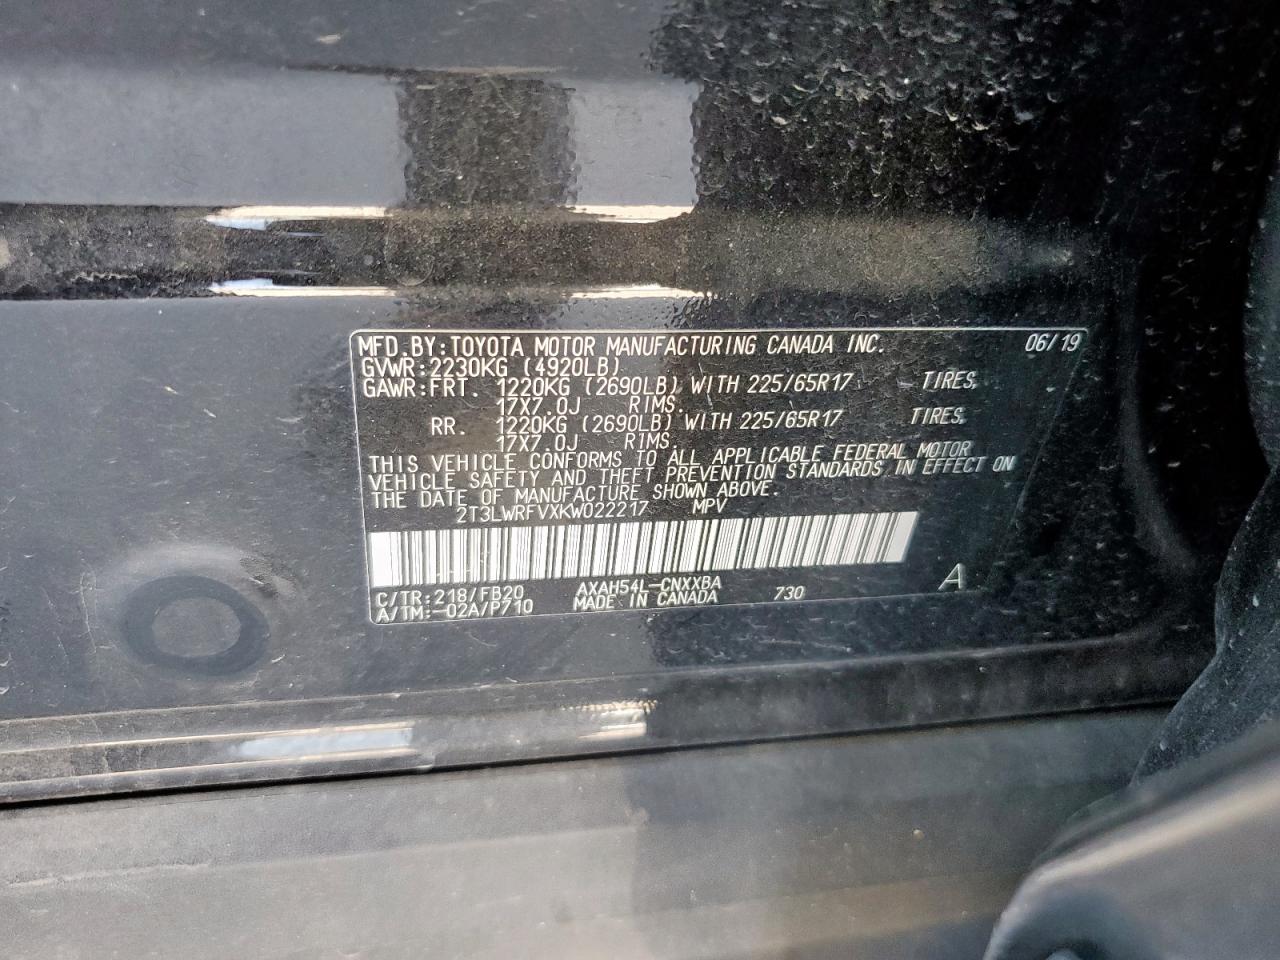 MFD. BY: TOYOTA MOTOR MANUFACTURING CANADA INC. 06/19
GVWR: 2230KG (4920LB)
GAWR: FRT. 1220KG (2690LB) WITH 225/65R17 TIRES,
17X7.0J RIMS.
RR. 1220KG (2690LB) WITH 225/65R17 TIRES,
17X7.0J RIMS.
THIS VEHICLE CONFORMS TO ALL APPLICABLE FEDERAL MOTOR
VEHICLE SAFETY AND THEFT PREVENTION STANDARDS IN EFFECT ON
THE DATE OF MANUFACTURE SHOWN ABOVE.
2T3LWRFVXKW022217 MPV
C/TR: 218/FB20 AXAH54L-CNXXBA 730 A
A/TM: -02A/P710 MADE IN CANADA